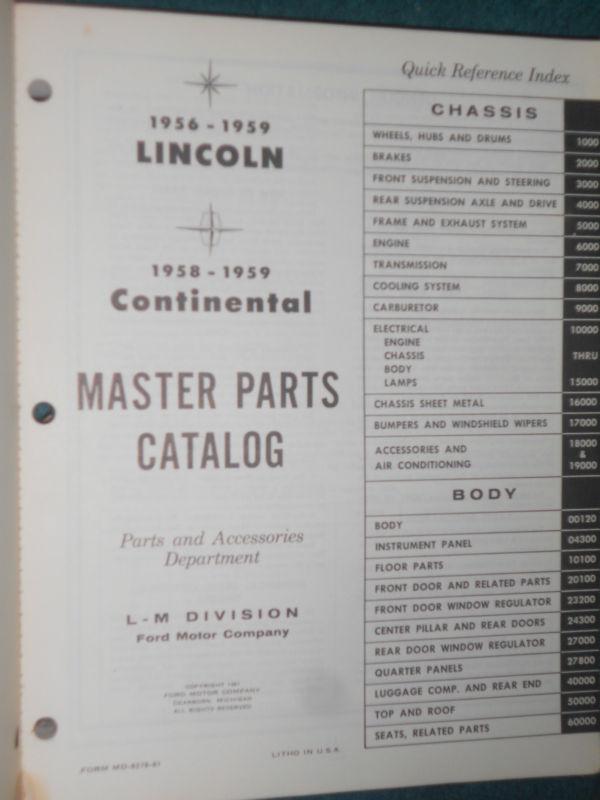 1956 - 1959
LINCOLN
1958 - 1959
Continental
MASTER PARTS
CATALOG
Parts and Accessories
Department
L-M DIVISION
Ford Motor Company
COPYRIGHT 1961
FORD MOTOR COMPANY
DEARBORN, MICHIGAN
ALL RIGHTS RESERVED
FORM MD-9278-61
LITHO IN U.S.A.
Quick Reference Index
CHASSIS
WHEELS, HUBS AND DRUMS 1000
BRAKES 2000
FRONT SUSPENSION AND STEERING 3000
REAR SUSPENSION AXLE AND DRIVE 4000
FRAME AND EXHAUST SYSTEM 5000
ENGINE 6000
TRANSMISSION 7000
COOLING SYSTEM 8000
CARBURETOR 9000
ELECTRICAL 10000
ENGINE
CHASSIS THRU
BODY
LAMPS 15000
CHASSIS SHEET METAL 16000
BUMPERS AND WINDSHIELD WIPERS 17000
ACCESSORIES AND 18000
&
AIR CONDITIONING 19000
BODY
BODY 00120
INSTRUMENT PANEL 04300
FLOOR PARTS 10100
FRONT DOOR AND RELATED PARTS 20100
FRONT DOOR WINDOW REGULATOR 23200
CENTER PILLAR AND REAR DOORS 24300
REAR DOOR WINDOW REGULATOR 27000
QUARTER PANELS 27800
LUGGAGE COMP. AND REAR END 40000
TOP AND ROOF 50000
SEATS, RELATED PARTS 60000